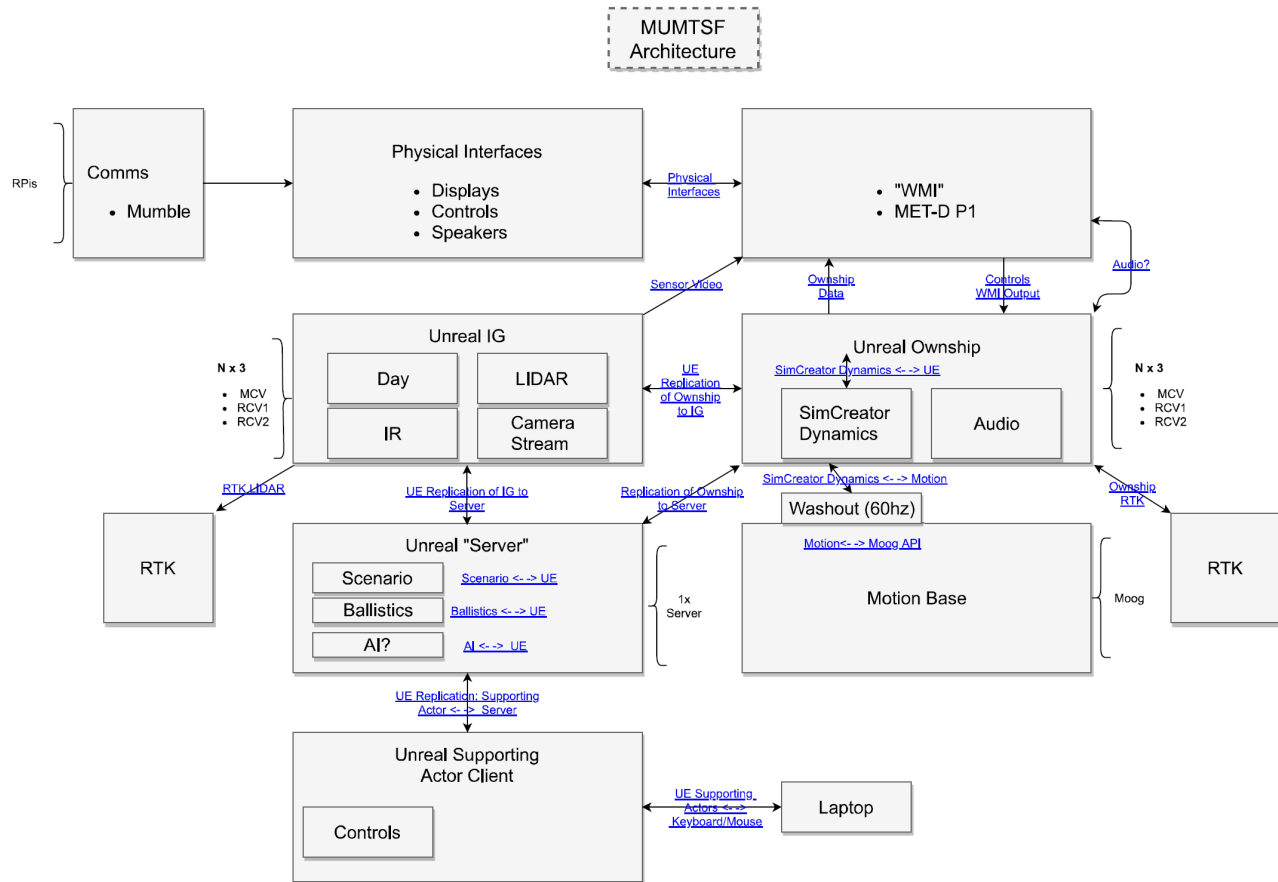 MUMTSF
Architecture
RPis
Comms
• Mumble
Physical Interfaces
• Displays
• Controls
• Speakers
Physical
Interfaces
• "WMI"
• MET-D P1
Sensor Video
Ownship
Data
Controls
WMI Output
Audio?
N x 3
• MCV
• RCV1
• RCV2
Unreal IG
Day
LIDAR
IR
Camera
Stream
UE
Replication
of Ownship
to IG
Unreal Ownship
SimCreator Dynamics <- -> UE
SimCreator
Dynamics
Audio
N x 3
• MCV
• RCV1
• RCV2
RTK LIDAR
UE Replication of IG to
Server
Replication of Ownship
to Server
SimCreator Dynamics <- -> Motion
Ownship
RTK
RTK
Unreal "Server"
Scenario
Scenario <- -> UE
Ballistics
Ballistics <- -> UE
AI?
AI <- -> UE
1x
Server
Washout (60hz)
Motion<- -> Moog API
Motion Base
Moog
RTK
UE Replication: Supporting
Actor <- -> Server
Unreal Supporting
Actor Client
Controls
UE Supporting
Actors <- ->
Keyboard/Mouse
Laptop